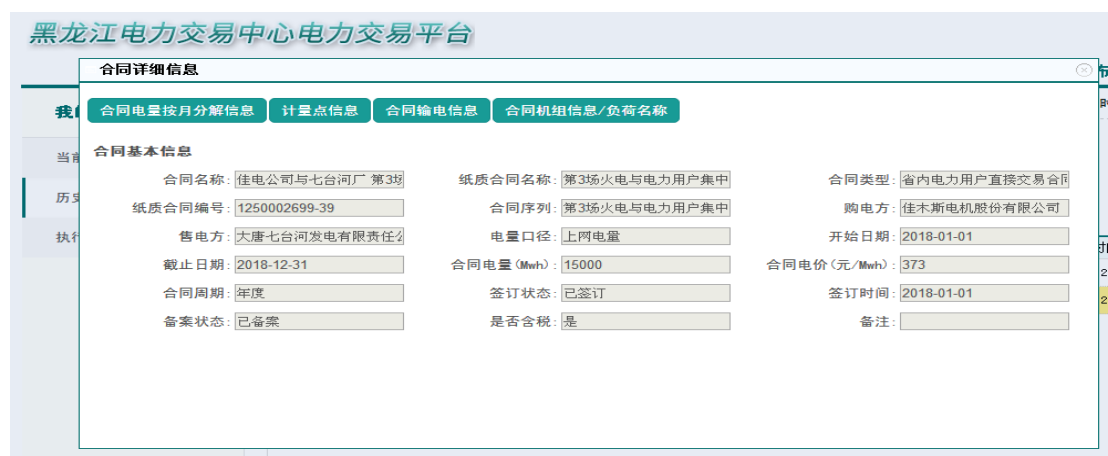 黑龙江电力交易中心电力交易平台
合同详细信息
合同电量按月分解信息 计量点信息 合同输电信息 合同机组信息/负荷名称
当前
历史
执行
合同基本信息
合同名称: 佳电公司与七台河厂 第3场 纸质合同名称: 第3场火电与电力用户集中 合同类型: 省内电力用户直接交易合同
纸质合同编号: 1250002699-39 合同序列: 第3场火电与电力用户集中 购电方: 佳木斯电机股份有限公司
售电方: 大唐七台河发电有限责任公 电量口径: 上网电量 开始日期: 2018-01-01
截止日期: 2018-12-31 合同电量(Mwh): 15000 合同电价(元/Mwh): 373
合同周期: 年度 签订状态: 已签订 签订时间: 2018-01-01
备案状态: 已备案 是否含税: 是 备注: